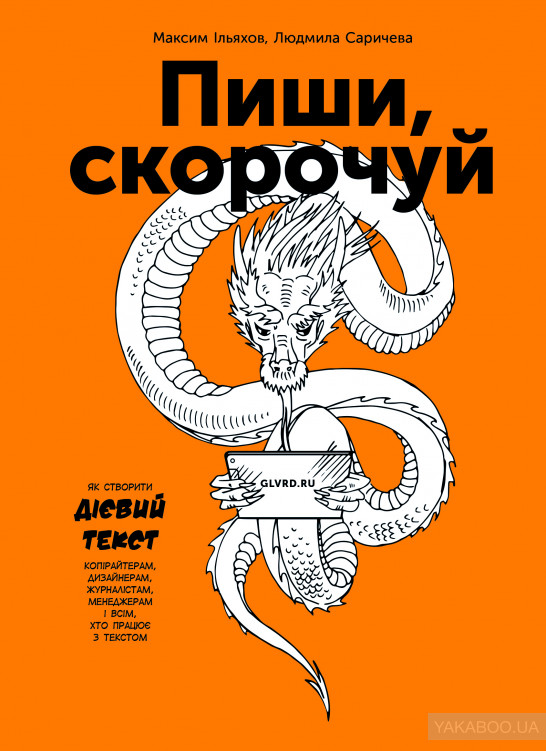 Максим Ільяхов, Людмила Саричева
Пиши,
скорочуй
GLVRD.RU
ЯК СТВОРИТИ
ДІЄВИЙ
ТЕКСТ
КОПІРАЙТЕРАМ,
ДИЗАЙНЕРАМ,
ЖУРНАЛІСТАМ,
МЕНЕДЖЕРАМ
І ВСІМ,
ХТО ПРАЦЮЄ
З ТЕКСТОМ
YAKABOO.UA